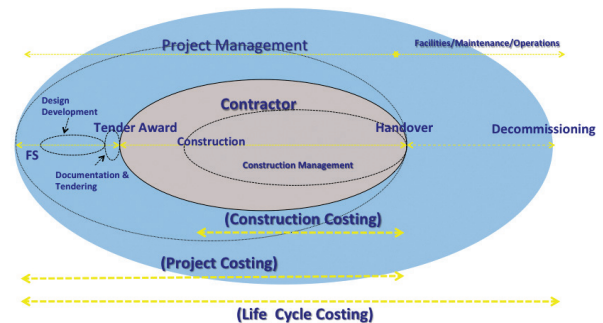 Project Management
Facilities/Maintenance/Operations
Design
Development
Contractor
Tender Award
Handover
Decommissioning
Construction
FS
Construction Management
Documentation &
Tendering
(Construction Costing)
(Project Costing)
(Life Cycle Costing)